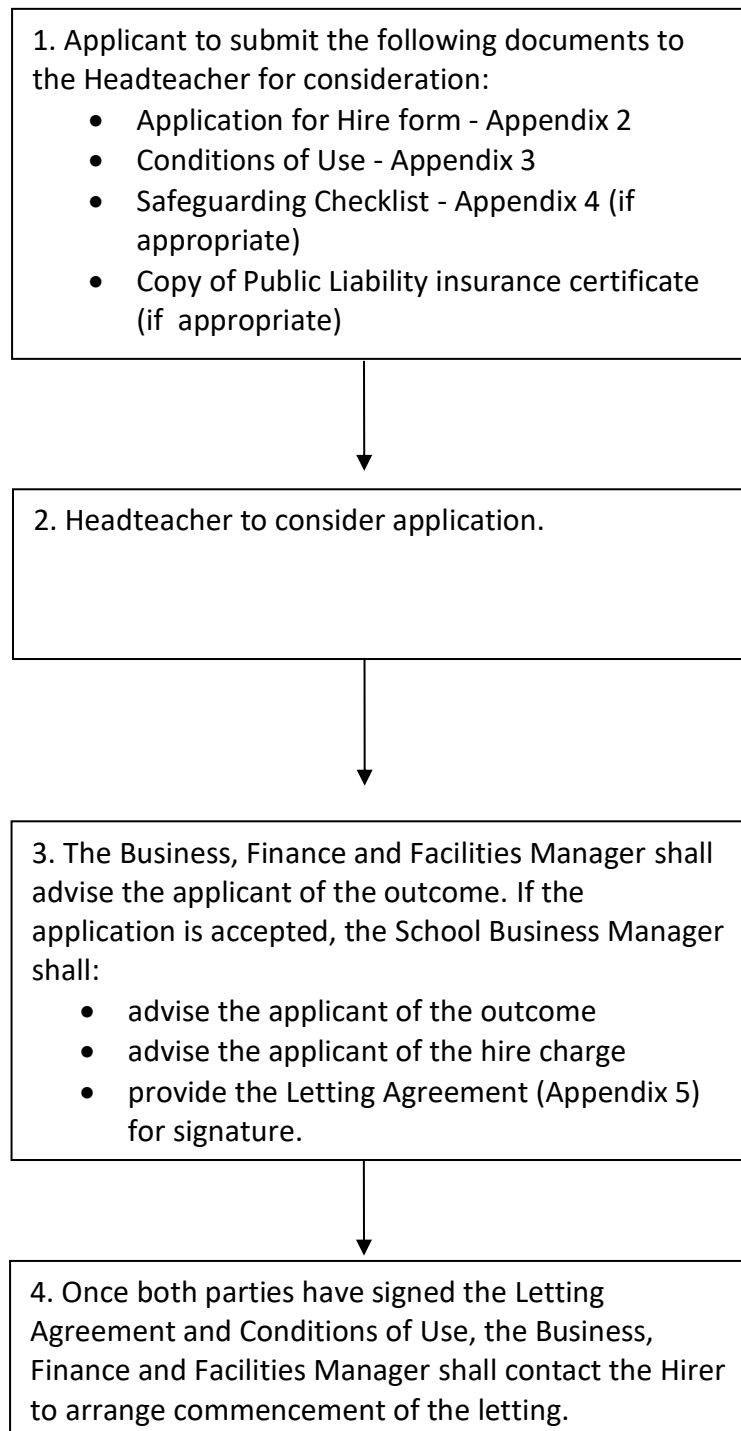 1. Applicant to submit the following documents to
the Headteacher for consideration:
• Application for Hire form - Appendix 2
• Conditions of Use - Appendix 3
• Safeguarding Checklist - Appendix 4 (if
appropriate)
• Copy of Public Liability insurance certificate
(if appropriate)
2. Headteacher to consider application.
3. The Business, Finance and Facilities Manager shall
advise the applicant of the outcome. If the
application is accepted, the School Business Manager
shall:
• advise the applicant of the outcome
• advise the applicant of the hire charge
• provide the Letting Agreement (Appendix 5)
for signature.
4. Once both parties have signed the Letting
Agreement and Conditions of Use, the Business,
Finance and Facilities Manager shall contact the Hirer
to arrange commencement of the letting.